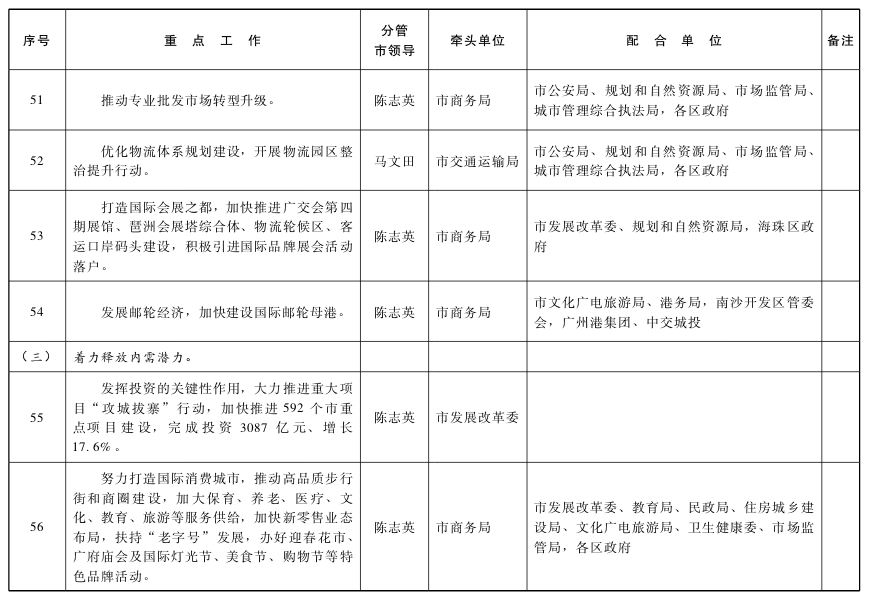 序号 重点工作 分管市领导 牵头单位 配合单位 备注
51 推动专业批发市场转型升级。 陈志英 市商务局 市公安局、规划和自然资源局、市场监管局、
城市管理综合执法局，各区政府
52 优化物流体系规划建设，开展物流园区整
治提升行动。 马文田 市交通运输局 市公安局、规划和自然资源局、市场监管局、
城市管理综合执法局，各区政府
53 打造国际会展之都，加快推进广交会第四
期展馆、琶洲会展塔综合体、物流轮候区、客
运口岸码头建设，积极引进国际品牌展会活动
落户。 陈志英 市商务局 市发展改革委、规划和自然资源局，海珠区政
府
54 发展邮轮经济，加快建设国际邮轮母港。 陈志英 市商务局 市文化广电旅游局、港务局，南沙开发区管委
会，广州港集团、中交城投
（三） 着力释放内需潜力。
55 发挥投资的关键性作用，大力推进重大项
目“攻城拔寨”行动，加快推进592个市重
点项目建设，完成投资3087亿元、增长
17.6%。 陈志英 市发展改革委
56 努力打造国际消费城市，推动高品质步行
街和商圈建设，加大保育、养老、医疗、文
化、教育、旅游等服务供给，加快新零售业态
布局，扶持“老字号”发展，办好迎春花市、
广府庙会及国际灯光节、美食节、购物节等特
色品牌活动。 陈志英 市商务局 市发展改革委、教育局、民政局、住房城乡建
设局、文化广电旅游局、卫生健康委、市场监
管局，各区政府